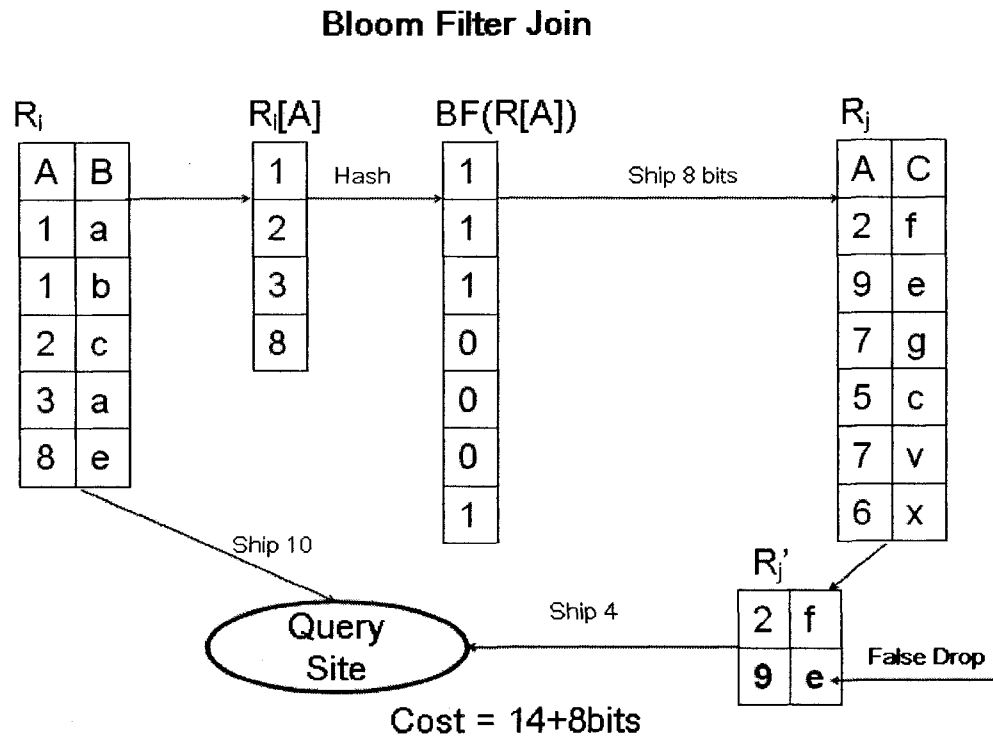 Bloom Filter Join
Ri Ri[A] BF(R[A]) Rj
A B
1 a
1 b
2 c
3 a
8 e
1
2
3
8
Hash
1
1
1
0
0
0
1
Ship 8 bits
A C
2 f
9 e
7 g
5 c
7 v
6 x
Ship 10
Rj'
2 f
9 e
Ship 4
False Drop
Query
Site
Cost = 14+8bits